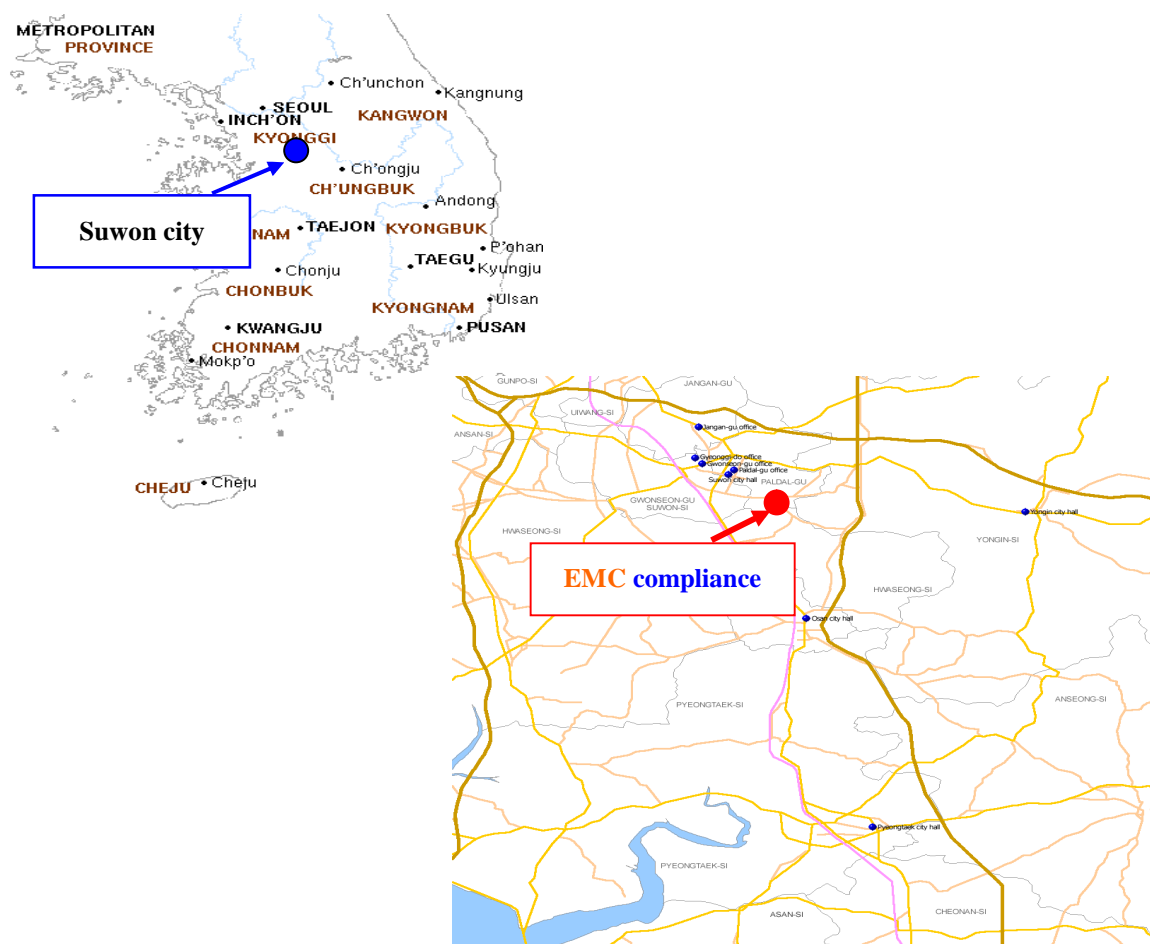 METROPOLITAN
PROVINCE
Ch'unchon
Kangnung
SEOUL
KANGWON
INCH'ON
KYONGGI
Ch'ongju
CH'UNGBUK
Suwon city
Andong
NAM
TAEJON
KYONGBUK
P'ohan
TAEGU
Chonju
Kyungju
CHONBUK
KYONGNAM
Ulsan
KWANGJU
PUSAN
CHONNAM
Mokp'o
CHEJU
Cheju
GUNPO-SI
JANGAN-GU
UIWANG-SI
Jangan-gu office
ANSAN-SI
Gyeonggi-do office
Gwonseon-gu office
Paldal-gu office
Suwon city hall
PALDAL-GU
GWONSEON-GU
SUWON-SI
Yongin city hall
HWASEONG-SI
YONGIN-SI
EMC compliance
HWASEONG-SI
Osan city hall
PYEONGTAEK-SI
ANSEONG-SI
Pyeongtaek city hall
PYEONGTAEK-SI
ASAN-SI
CHEONAN-SI